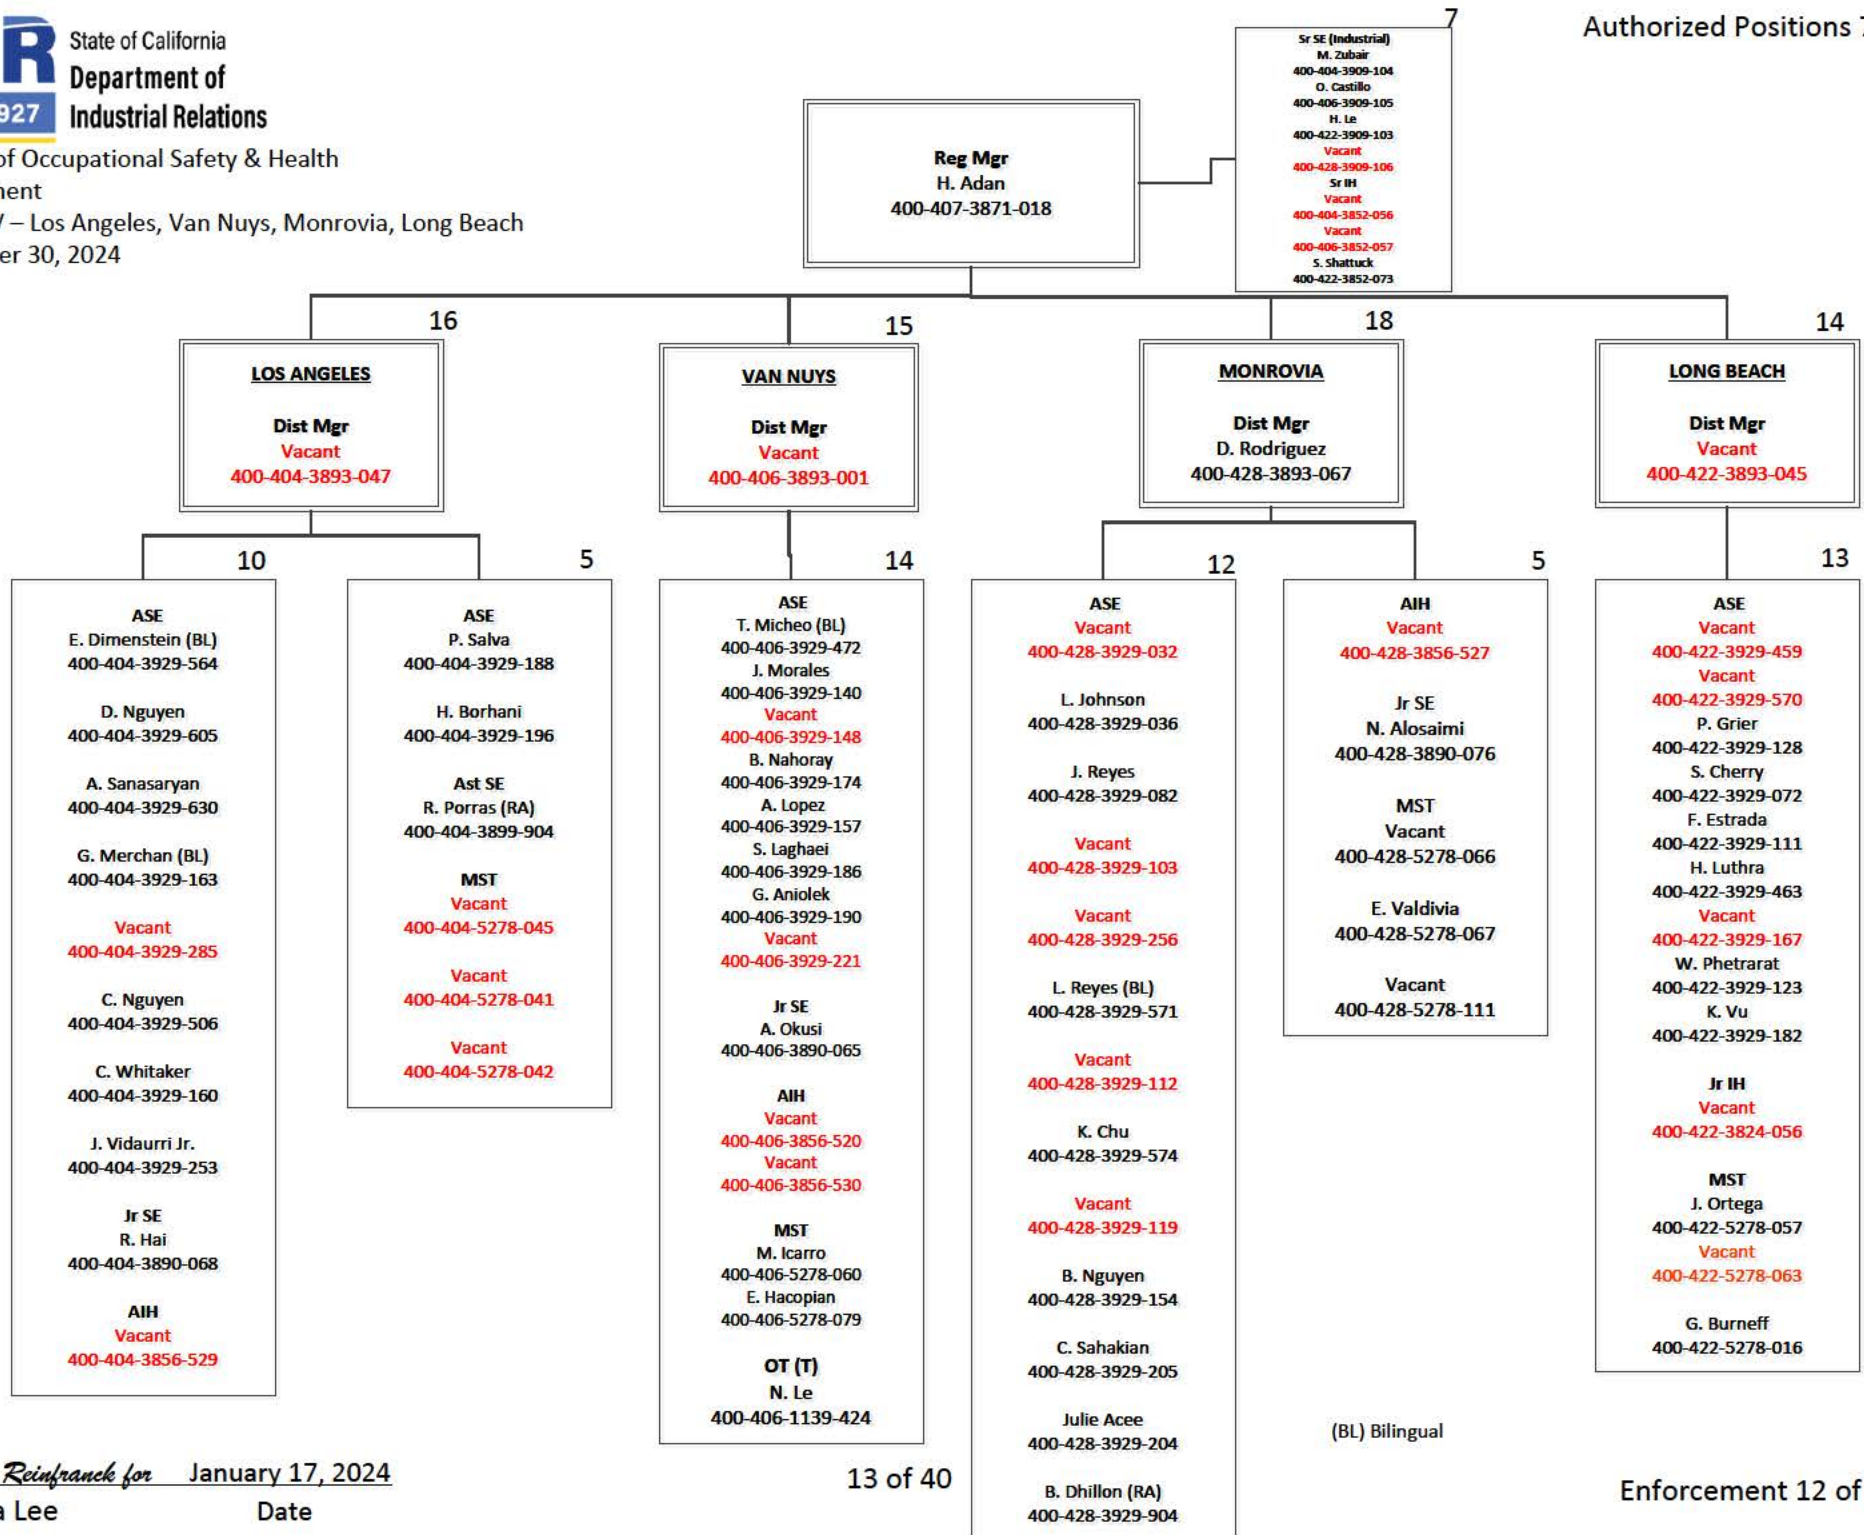 R
927
State of California
Department of
Industrial Relations
of Occupational Safety & Health
– Los Angeles, Van Nuys, Monrovia, Long Beach
er 30, 2024
Authorized Positions 7
7
Sr SE (Industrial)
M. Zubair
400-404-3909-104
O. Castillo
400-406-3909-105
H. Le
400-422-3909-103
Vacant
400-428-3909-106
Sr IH
Vacant
400-404-3852-056
Vacant
400-406-3852-057
S. Shattuck
400-422-3852-073
Reg Mgr
H. Adan
400-407-3871-018
16
LOS ANGELES
Dist Mgr
Vacant
400-404-3893-047
15
VAN NUYS
Dist Mgr
Vacant
400-406-3893-001
18
MONROVIA
Dist Mgr
D. Rodriguez
400-428-3893-067
14
LONG BEACH
Dist Mgr
Vacant
400-422-3893-045
10
ASE
E. Dimenstein (BL)
400-404-3929-564
D. Nguyen
400-404-3929-605
A. Sanasaryan
400-404-3929-630
G. Merchan (BL)
400-404-3929-163
Vacant
400-404-3929-285
C. Nguyen
400-404-3929-506
C. Whitaker
400-404-3929-160
J. Vidaurri Jr.
400-404-3929-253
Jr SE
R. Hai
400-404-3890-068
AIH
Vacant
400-404-3856-529
5
ASE
P. Salva
400-404-3929-188
H. Borhani
400-404-3929-196
Ast SE
R. Porras (RA)
400-404-3899-904
MST
Vacant
400-404-5278-045
Vacant
400-404-5278-041
Vacant
400-404-5278-042
14
ASE
T. Micheo (BL)
400-406-3929-472
J. Morales
400-406-3929-140
Vacant
400-406-3929-148
B. Nahoray
400-406-3929-174
A. Lopez
400-406-3929-157
S. Laghaei
400-406-3929-186
G. Aniolek
400-406-3929-190
Vacant
400-406-3929-221
Jr SE
A. Okusi
400-406-3890-065
AIH
Vacant
400-406-3856-520
Vacant
400-406-3856-530
MST
M. Icarro
400-406-5278-060
E. Hacopian
400-406-5278-079
OT (T)
N. Le
400-406-1139-424
12
ASE
Vacant
400-428-3929-032
L. Johnson
400-428-3929-036
J. Reyes
400-428-3929-082
Vacant
400-428-3929-103
Vacant
400-428-3929-256
L. Reyes (BL)
400-428-3929-571
Vacant
400-428-3929-112
K. Chu
400-428-3929-574
Vacant
400-428-3929-119
B. Nguyen
400-428-3929-154
C. Sahakian
400-428-3929-205
Julie Acee
400-428-3929-204
B. Dhillon (RA)
400-428-3929-904
5
AIH
Vacant
400-428-3856-527
Jr SE
N. Alosaimi
400-428-3890-076
MST
Vacant
400-428-5278-066
E. Valdivia
400-428-5278-067
Vacant
400-428-5278-111
13
ASE
Vacant
400-422-3929-459
Vacant
400-422-3929-570
P. Grier
400-422-3929-128
S. Cherry
400-422-3929-072
F. Estrada
400-422-3929-111
H. Luthra
400-422-3929-463
Vacant
400-422-3929-167
W. Phetrarat
400-422-3929-123
K. Vu
400-422-3929-182
Jr IH
Vacant
400-422-3824-056
MST
J. Ortega
400-422-5278-057
Vacant
400-422-5278-063
G. Burneff
400-422-5278-016
(BL) Bilingual
Reinfranck for January 17, 2024
a Lee Date
13 of 40
Enforcement 12 of